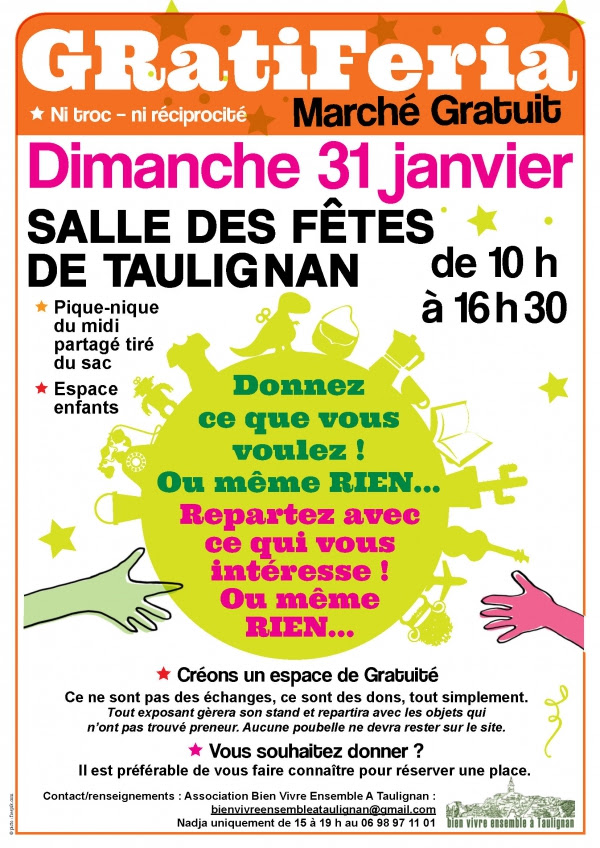 GRatiFeria
Ni troc – ni réciprocité
Marché Gratuit
Dimanche 31 janvier
SALLE DES FÊTES
DE TAULIGNAN
de 10 h
à 16 h 30
Pique-nique
du midi
partagé tiré
du sac
Espace
enfants
Donnez
ce que vous
voulez !
Ou même RIEN...
Repartez avec
ce qui vous
intéresse !
Ou même
RIEN...
Créons un espace de Gratuité
Ce ne sont pas des échanges, ce sont des dons, tout simplement.
Tout exposant gèrera son stand et repartira avec les objets qui
n'ont pas trouvé preneur. Aucune poubelle ne devra rester sur le site.
Vous souhaitez donner ?
Il est préférable de vous faire connaître pour réserver une place.
Contact/renseignements : Association Bien Vivre Ensemble A Taulignan :
bienvivreensembleataulignan@gmail.com
Nadja uniquement de 15 à 19 h au 06 98 97 11 01
bien vivre ensemble à Taulignan